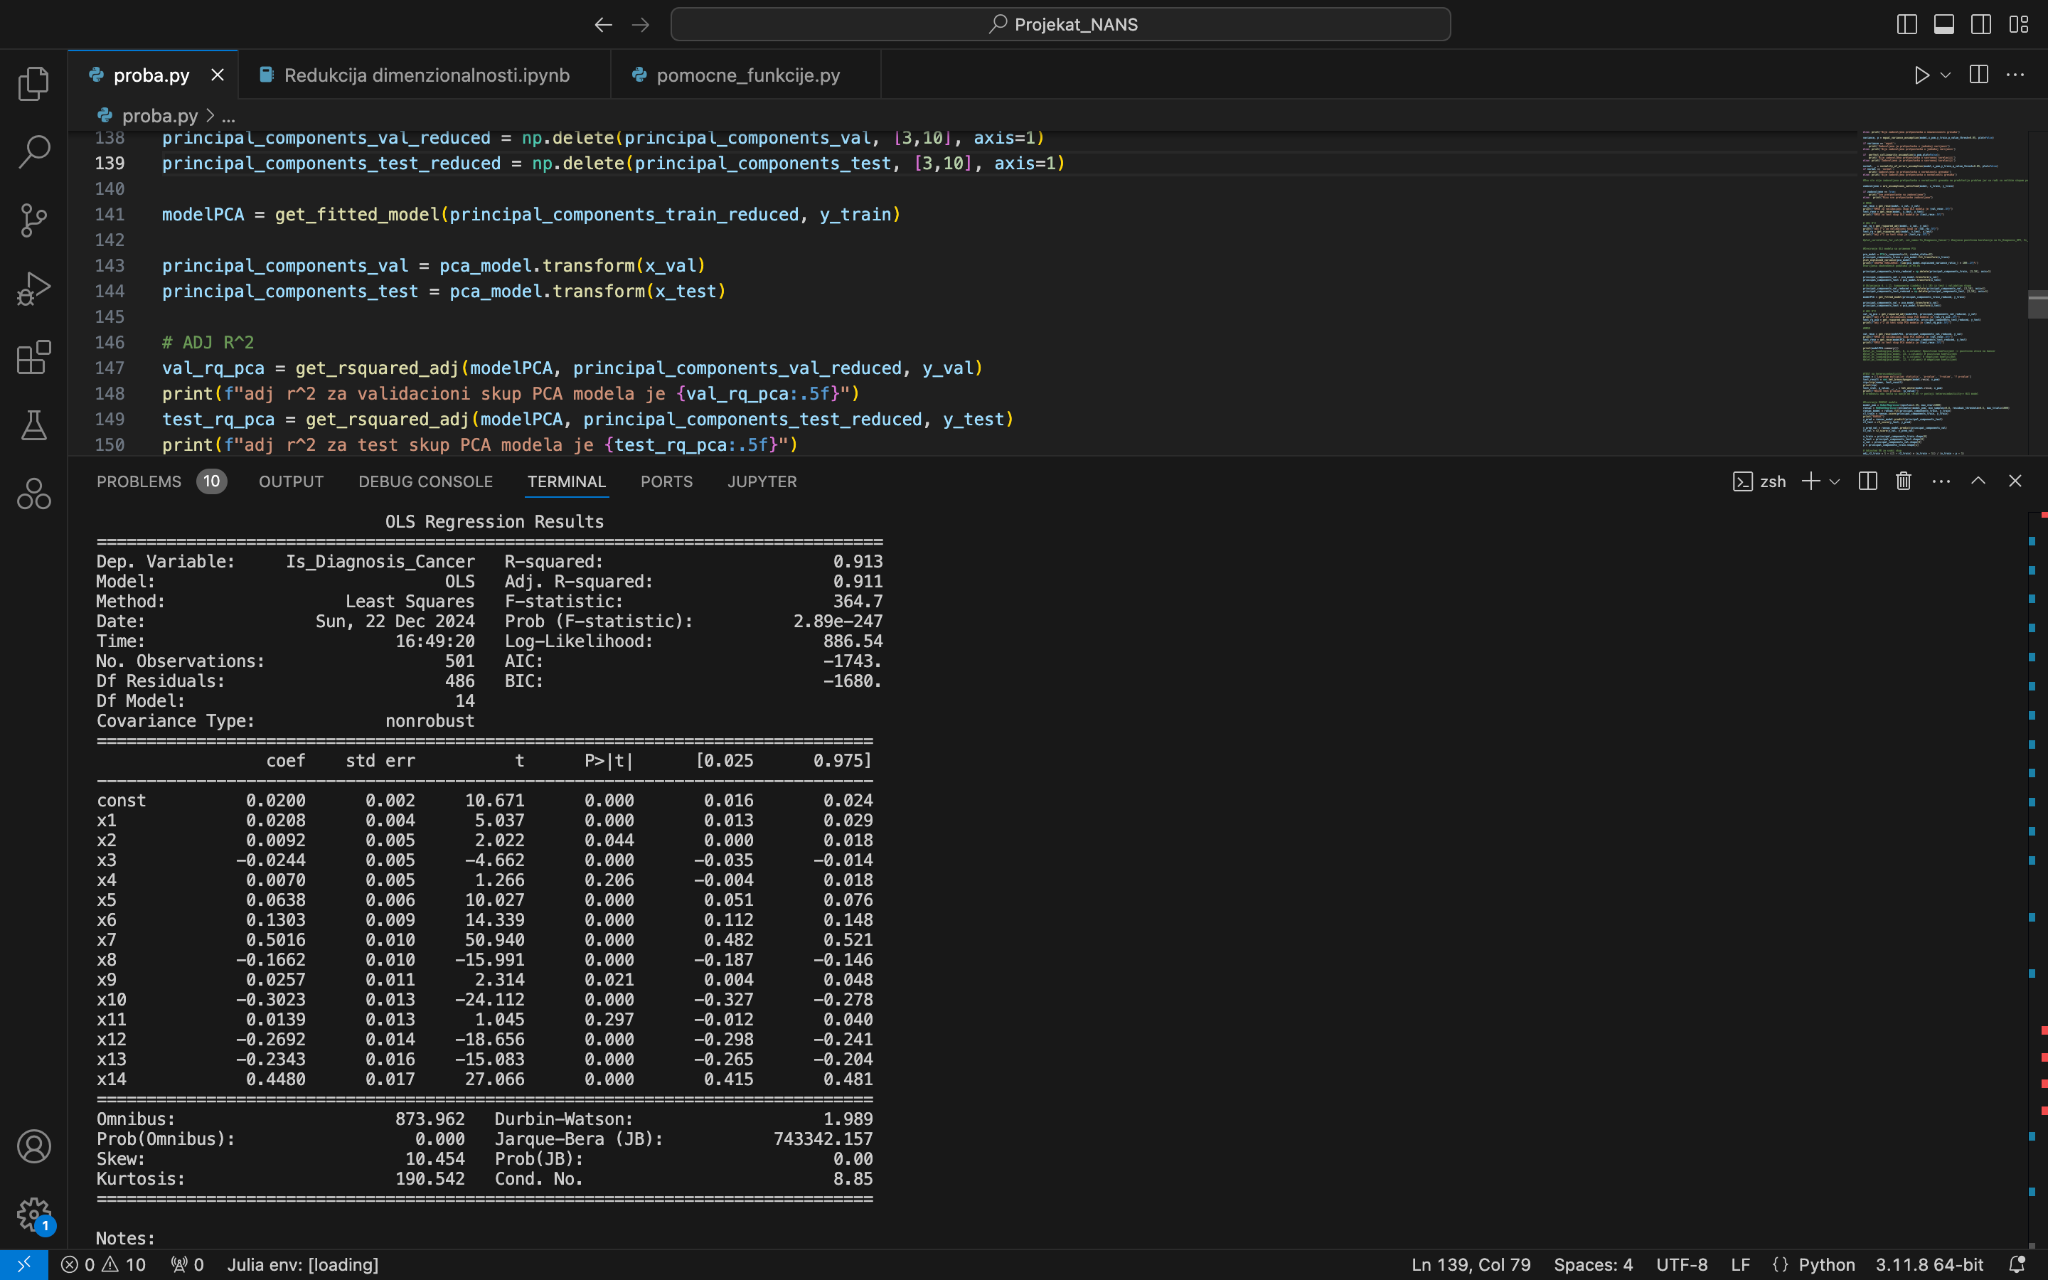 Projekat_NANS
proba.py
Redukcija dimenzionalnosti.ipynb
pomocne_funkcije.py
proba.py > ...
138 principal_components_val_reduced = np.delete(principal_components_val, [3,10], axis=1)
139 principal_components_test_reduced = np.delete(principal_components_test, [3,10], axis=1)
140
141 modelPCA = get_fitted_model(principal_components_train_reduced, y_train)
142
143 principal_components_val = pca_model.transform(x_val)
144 principal_components_test = pca_model.transform(x_test)
145
146 # ADJ R^2
147 val_rq_pca = get_rsquared_adj(modelPCA, principal_components_val_reduced, y_val)
148 print(f"adj r^2 za validacioni skup PCA modela je {val_rq_pca:.5f}")
149 test_rq_pca = get_rsquared_adj(modelPCA, principal_components_test_reduced, y_test)
150 print(f"adj r^2 za test skup PCA modela je {test_rq_pca:.5f}")
PROBLEMS 10 OUTPUT DEBUG CONSOLE TERMINAL PORTS JUPYTER zsh
OLS Regression Results
==============================================================================
Dep. Variable: Is_Diagnosis_Cancer R-squared: 0.913
Model: OLS Adj. R-squared: 0.911
Method: Least Squares F-statistic: 364.7
Date: Sun, 22 Dec 2024 Prob (F-statistic): 2.89e-247
Time: 16:49:20 Log-Likelihood: 886.54
No. Observations: 501 AIC: -1743.
Df Residuals: 486 BIC: -1680.
Df Model: 14
Covariance Type: nonrobust
==============================================================================
coef std err t P>|t| [0.025 0.975]
------------------------------------------------------------------------------
const 0.0200 0.002 10.671 0.000 0.016 0.024
x1 0.0208 0.004 5.037 0.000 0.013 0.029
x2 0.0092 0.005 2.022 0.044 0.000 0.018
x3 -0.0244 0.005 -4.662 0.000 -0.035 -0.014
x4 0.0070 0.005 1.266 0.206 -0.004 0.018
x5 0.0638 0.006 10.027 0.000 0.051 0.076
x6 0.1303 0.009 14.339 0.000 0.112 0.148
x7 0.5016 0.010 50.940 0.000 0.482 0.521
x8 -0.1662 0.010 -15.991 0.000 -0.187 -0.146
x9 0.0257 0.011 2.314 0.021 0.004 0.048
x10 -0.3023 0.013 -24.112 0.000 -0.327 -0.278
x11 0.0139 0.013 1.045 0.297 -0.012 0.040
x12 -0.2692 0.014 -18.656 0.000 -0.298 -0.241
x13 -0.2343 0.016 -15.083 0.000 -0.265 -0.204
x14 0.4480 0.017 27.066 0.000 0.415 0.481
==============================================================================
Omnibus: 873.962 Durbin-Watson: 1.989
Prob(Omnibus): 0.000 Jarque-Bera (JB): 743342.157
Skew: 10.454 Prob(JB): 0.00
Kurtosis: 190.542 Cond. No. 8.85
==============================================================================
Notes:
1
0 10 0 Julia env: [loading] Ln 139, Col 79 Spaces: 4 UTF-8 LF {} Python 3.11.8 64-bit